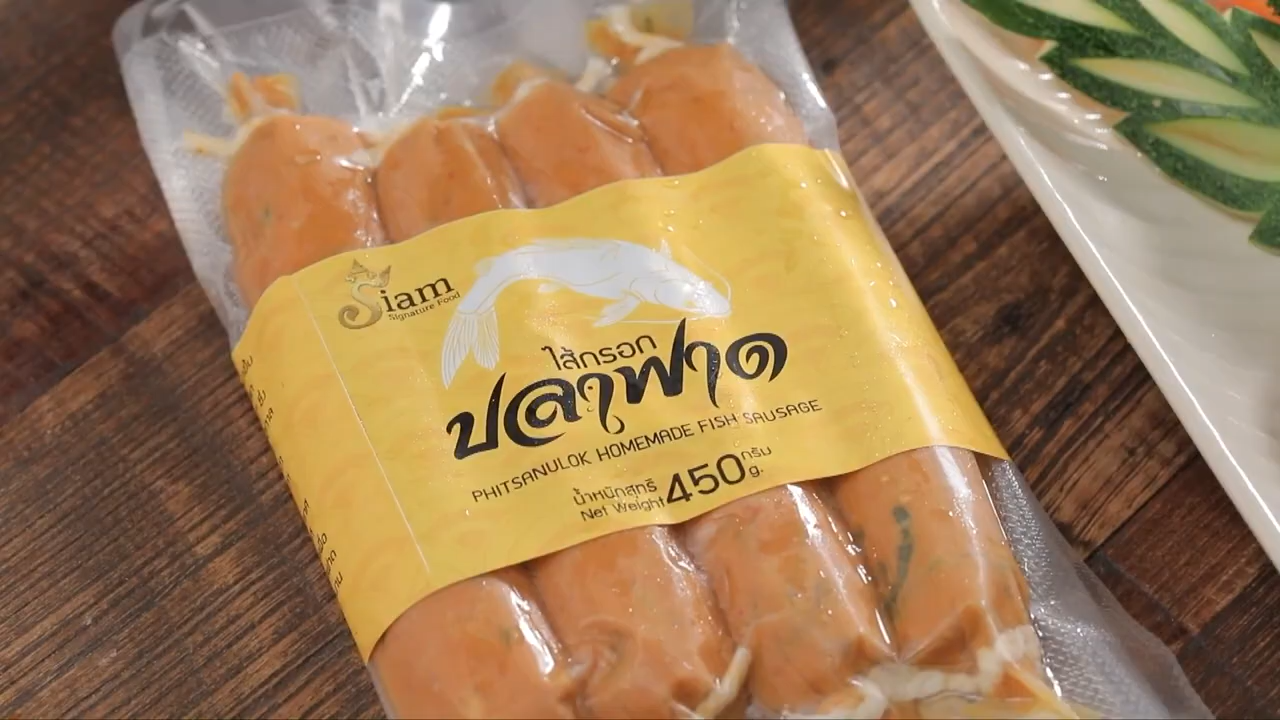 Siam
Signature Food
ไส้กรอก
ปลาฟาด
PHITSANULOK HOMEMADE FISH SAUSAGE
น้ำหนักสุทธิ 450 กรัม
Net Weight g.